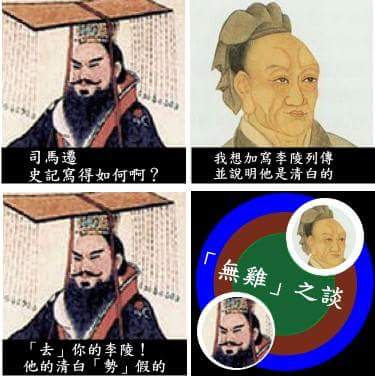 司馬遷
史記寫得如何啊？
我想加寫李陵列傳
並說明他是清白的
「去」你的李陵！
他的清白「勢」假的
「無雞」之談